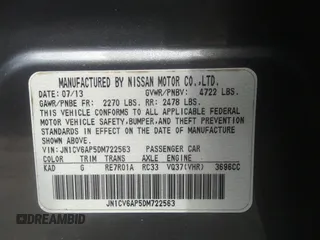 MANUFACTURED BY NISSAN MOTOR CO.,LTD.
DATE: 07/13 GVWR/PNBV: 4722 LBS.
GAWR/PNBE FR: 2270 LBS. RR: 2478 LBS.
THIS VEHICLE CONFORMS TO ALL APPLICABLE FEDERAL
MOTOR VEHICLE SAFETY,BUMPER,AND THEFT PREVENTION
STANDARDS IN EFFECT ON THE DATE OF MANUFACTURE
SHOWN ABOVE.
VIN: JN1CV6AP5DM722563 PASSENGER CAR
COLOR TRIM TRANS AXLE ENGINE
KAD G RE7R01A RC33 VQ37(VHR) 3696CC
JN1CV6AP5DM722563
DREAMBID